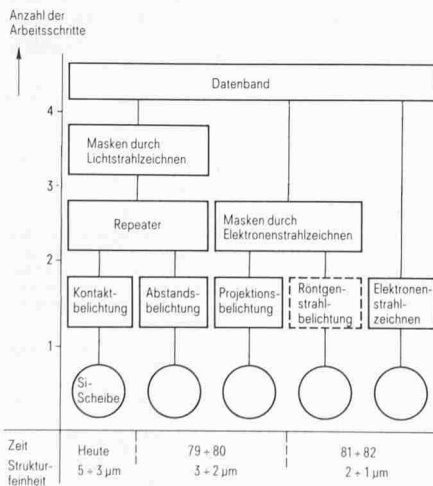 Anzahl der
Arbeitsschritte
Datenband
4
Masken durch
Lichtstrahlzeichnen
3
Repeater
Masken durch
Elektronenstrahlzeichnen
2
Kontakt-
belichtung
Abstands-
belichtung
Projektions-
belichtung
Röntgen-
strahl-
belichtung
Elektronen-
strahl-
zeichnen
1
Si-
Scheibe
Zeit
Heute
79 ÷ 80
81 ÷ 82
Struktur-
feinheit
5 ÷ 3 µm
3 ÷ 2 µm
2 ÷ 1 µm